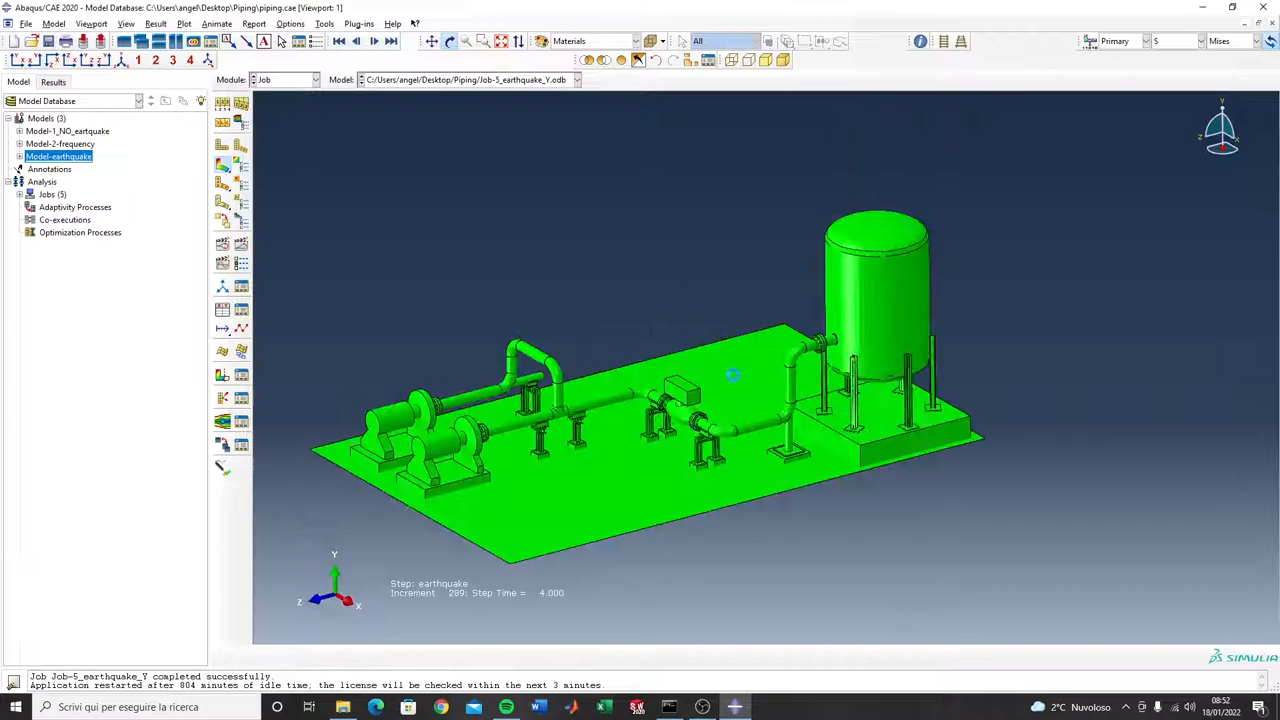 Abaqus/CAE 2020 - Model Database: C:\Users\angel\Desktop\Piping\piping.cae [Viewport: 1]
File Model Viewport View Result Plot Animate Report Options Tools Plug-ins Help
Materials All Primary S Mises
1 2 3 4
Model Results Module: Job Model: C:/Users/angel/Desktop/Piping/Job-5_earthquake_Y.odb
Model Database
Models (3)
Model-1_NO_eartquake
Model-2-frequency
Model-earthquake
Annotations
Analysis
Jobs (5)
Adaptivity Processes
Co-executions
Optimization Processes
Y
Z
Y
Z
X
Step: earthquake
Increment 289: Step Time = 4.000
SIMULIA
Job Job-5_earthquake_Y completed successfully.
Application restarted after 804 minutes of idle time; the license will be checked within the next 3 minutes.
Scrivi qui per eseguire la ricerca
2°C Nuvoloso
08:52
18/01/2022